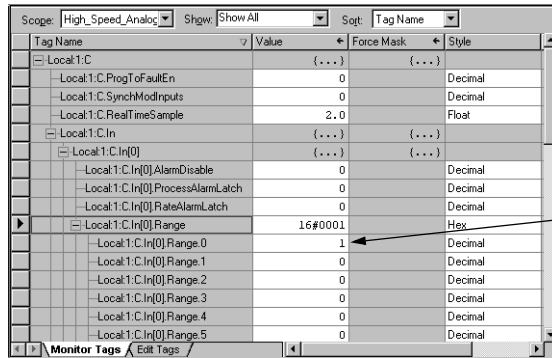 Scope: High_Speed_Analog Show: Show All Sort: Tag Name
Tag Name Value Force Mask Style
Local:1:C {...} {...}
Local:1:C.ProgToFaultEn 0 Decimal
Local:1:C.SynchModInputs 0 Decimal
Local:1:C.RealTimeSample 2.0 Float
Local:1:C.In {...} {...}
Local:1:C.In[0] {...} {...}
Local:1:C.In[0].AlarmDisable 0 Decimal
Local:1:C.In[0].ProcessAlarmLatch 0 Decimal
Local:1:C.In[0].RateAlarmLatch 0 Decimal
Local:1:C.In[0].Range 16#0001 Hex
Local:1:C.In[0].Range.0 1 Decimal
Local:1:C.In[0].Range.1 0 Decimal
Local:1:C.In[0].Range.2 0 Decimal
Local:1:C.In[0].Range.3 0 Decimal
Local:1:C.In[0].Range.4 0 Decimal
Local:1:C.In[0].Range.5 0 Decimal
Monitor Tags Edit Tags